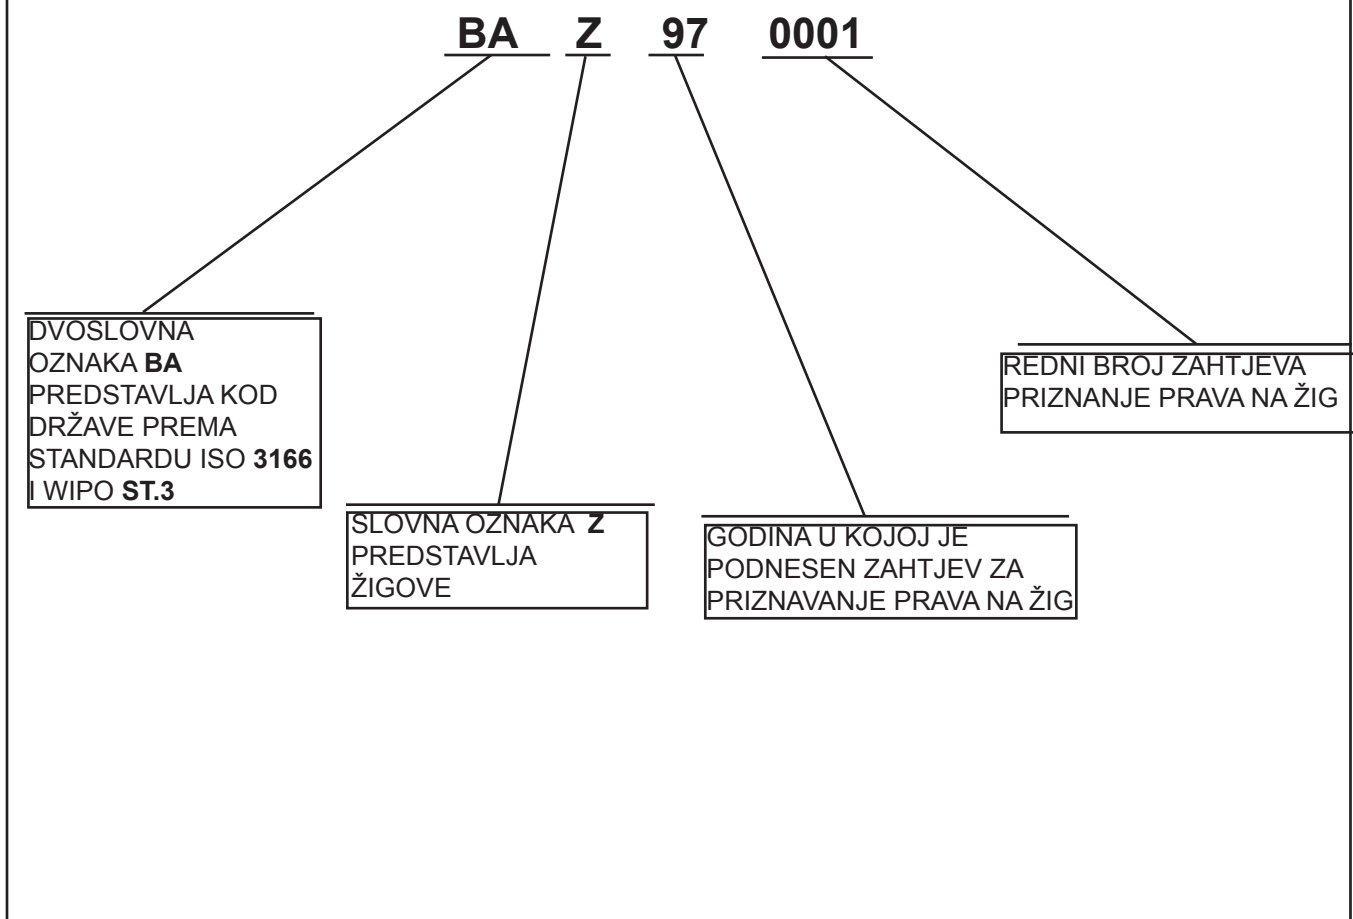 BA Z 97 0001
DVOSLOVNA
OZNAKA BA
PREDSTAVLJA KOD
DRŽAVE PREMA
STANDARDU ISO 3166
I WIPO ST.3
SLOVNA OZNAKA Z
PREDSTAVLJA
ŽIGOVE
GODINA U KOJOJ JE
PODNESEN ZAHTJEV ZA
PRIZNAVANJE PRAVA NA ŽIG
REDNI BROJ ZAHTJEVA
PRIZNANJE PRAVA NA ŽIG